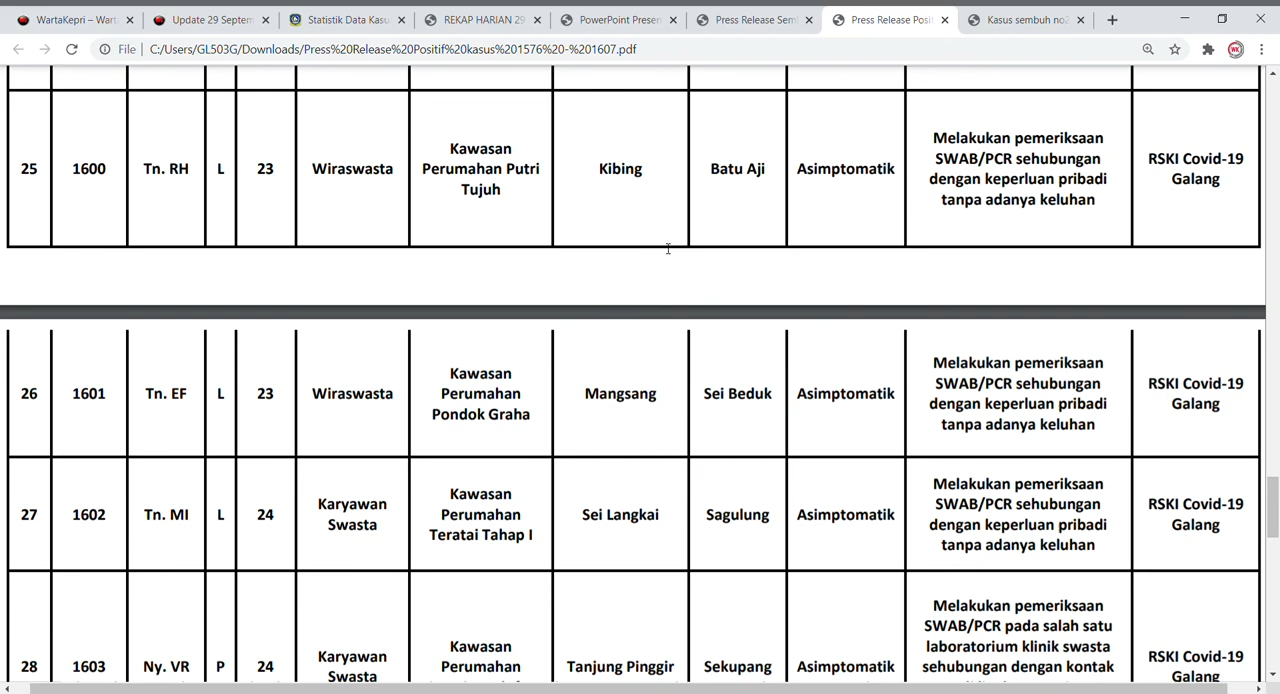 WartaKepri – Wart
Update 29 Septem
Statistik Data Kasu
REKAP HARIAN 29
PowerPoint Presen
Press Release Sem
Press Release Posit
Kasus sembuh no2
File | C:/Users/GL503G/Downloads/Press%20Release%20Positif%20kasus%201576%20-%201607.pdf
WK
25 1600 Tn. RH L 23 Wiraswasta
Kawasan
Perumahan Putri
Tujuh
Kibing
Batu Aji
Asimptomatik
Melakukan pemeriksaan
SWAB/PCR sehubungan
dengan keperluan pribadi
tanpa adanya keluhan
RSKI Covid-19
Galang
26 1601 Tn. EF L 23 Wiraswasta
Kawasan
Perumahan
Pondok Graha
Mangsang
Sei Beduk
Asimptomatik
Melakukan pemeriksaan
SWAB/PCR sehubungan
dengan keperluan pribadi
tanpa adanya keluhan
RSKI Covid-19
Galang
27 1602 Tn. MI L 24
Karyawan
Swasta
Kawasan
Perumahan
Teratai Tahap I
Sei Langkai
Sagulung
Asimptomatik
Melakukan pemeriksaan
SWAB/PCR sehubungan
dengan keperluan pribadi
tanpa adanya keluhan
RSKI Covid-19
Galang
28 1603 Ny. VR P 24
Karyawan
Swasta
Kawasan
Perumahan
Tanjung Pinggir
Sekupang
Asimptomatik
Melakukan pemeriksaan
SWAB/PCR pada salah satu
laboratorium klinik swasta
sehubungan dengan kontak
RSKI Covid-19
Galang